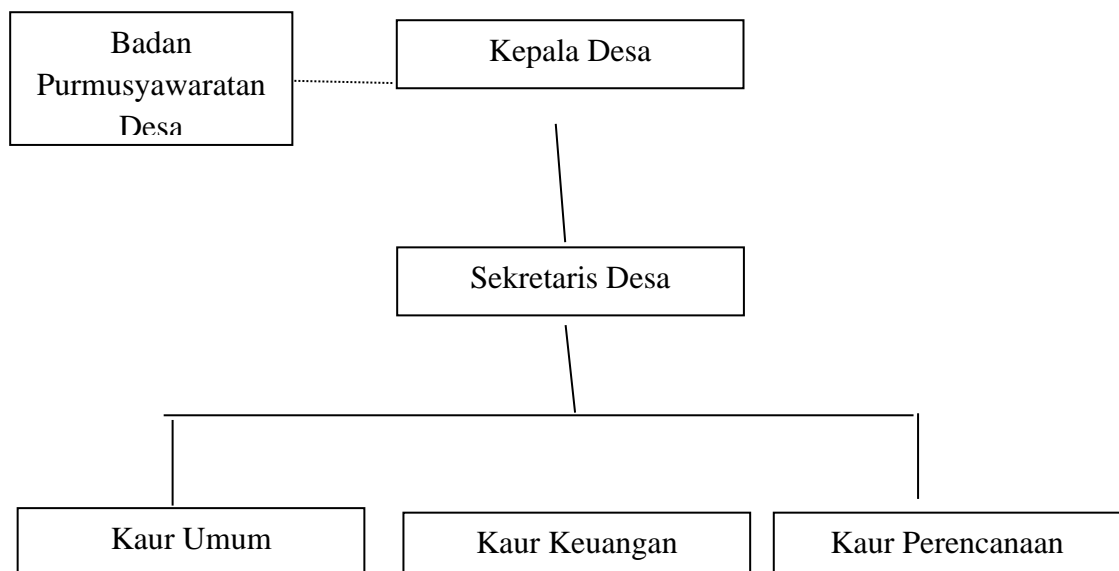 Badan
Purmusyawaratan
Desa
Kepala Desa
Sekretaris Desa
Kaur Umum
Kaur Keuangan
Kaur Perencanaan